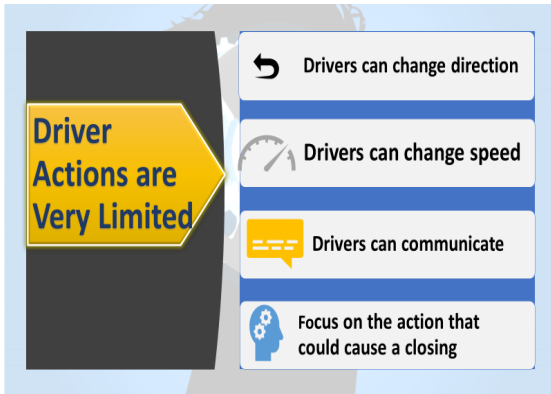 Driver
Actions are
Very Limited
Drivers can change direction
Drivers can change speed
Drivers can communicate
Focus on the action that
could cause a closing